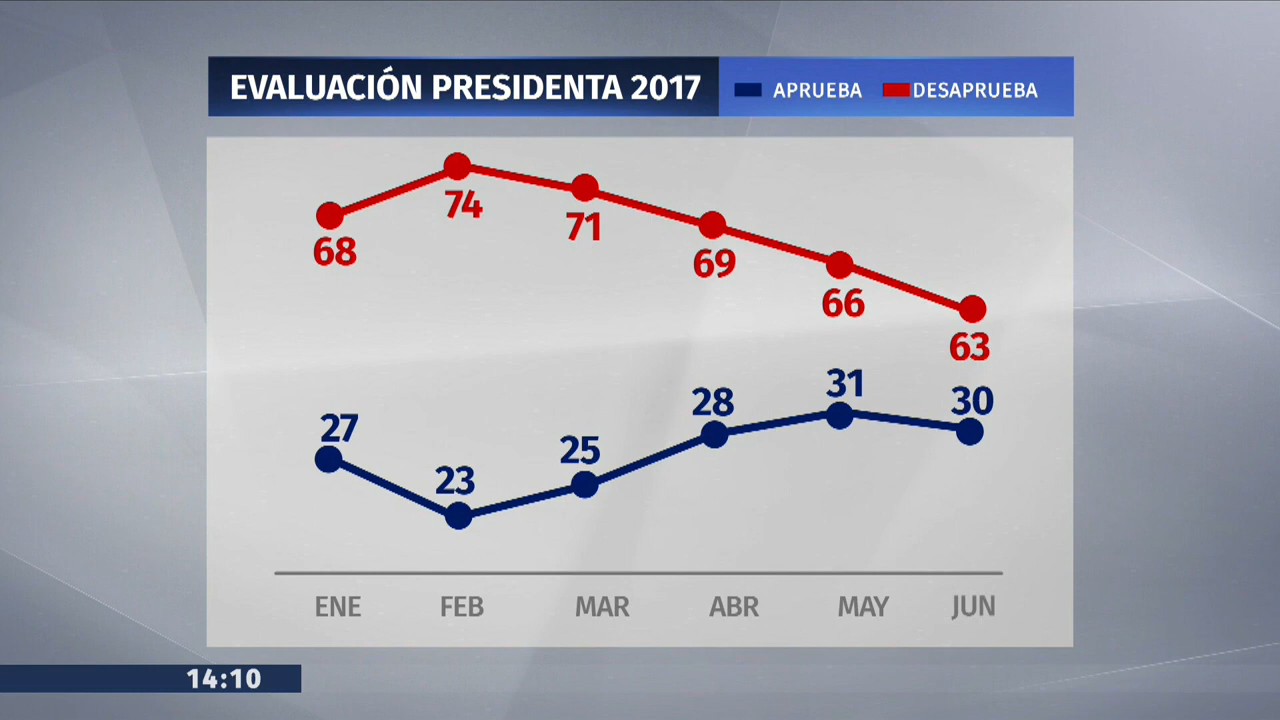 EVALUACIÓN PRESIDENTA 2017
APRUEBA
DESAPRUEBA
68
74
71
69
66
63
27
23
25
28
31
30
ENE
FEB
MAR
ABR
MAY
JUN
14:10